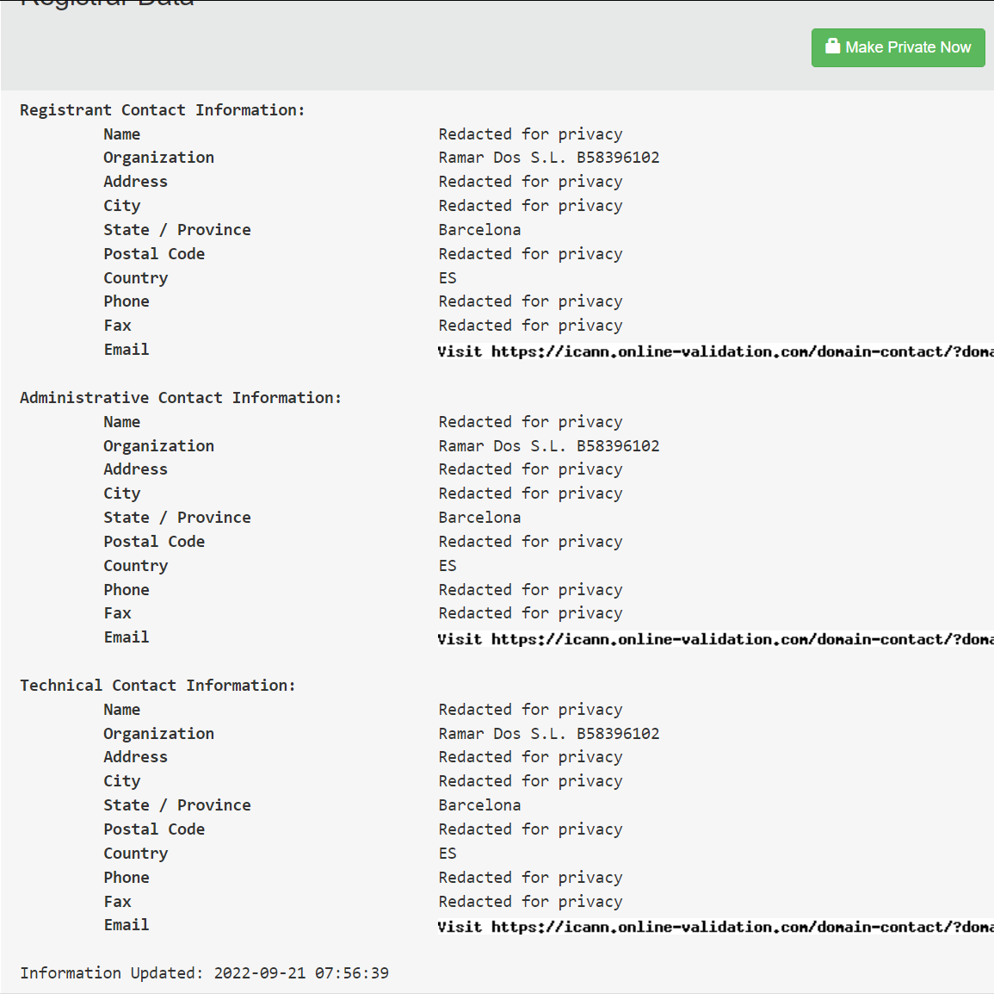 Registrar Data
Make Private Now
Registrant Contact Information:
Name Redacted for privacy
Organization Ramar Dos S.L. B58396102
Address Redacted for privacy
City Redacted for privacy
State / Province Barcelona
Postal Code Redacted for privacy
Country ES
Phone Redacted for privacy
Fax Redacted for privacy
Email Visit https://icann.online-validation.com/domain-contact/?doma
Administrative Contact Information:
Name Redacted for privacy
Organization Ramar Dos S.L. B58396102
Address Redacted for privacy
City Redacted for privacy
State / Province Barcelona
Postal Code Redacted for privacy
Country ES
Phone Redacted for privacy
Fax Redacted for privacy
Email Visit https://icann.online-validation.com/domain-contact/?doma
Technical Contact Information:
Name Redacted for privacy
Organization Ramar Dos S.L. B58396102
Address Redacted for privacy
City Redacted for privacy
State / Province Barcelona
Postal Code Redacted for privacy
Country ES
Phone Redacted for privacy
Fax Redacted for privacy
Email Visit https://icann.online-validation.com/domain-contact/?doma
Information Updated: 2022-09-21 07:56:39